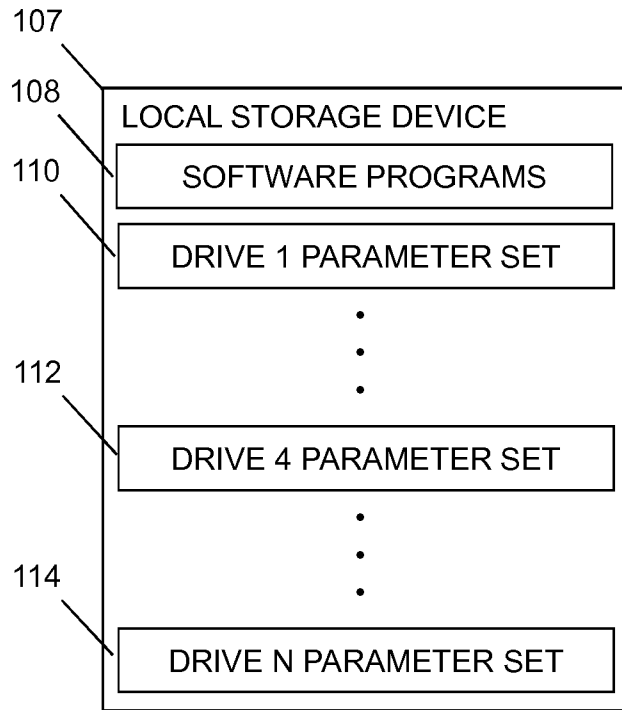 107
108
LOCAL STORAGE DEVICE
SOFTWARE PROGRAMS
110
DRIVE 1 PARAMETER SET
112
DRIVE 4 PARAMETER SET
114
DRIVE N PARAMETER SET